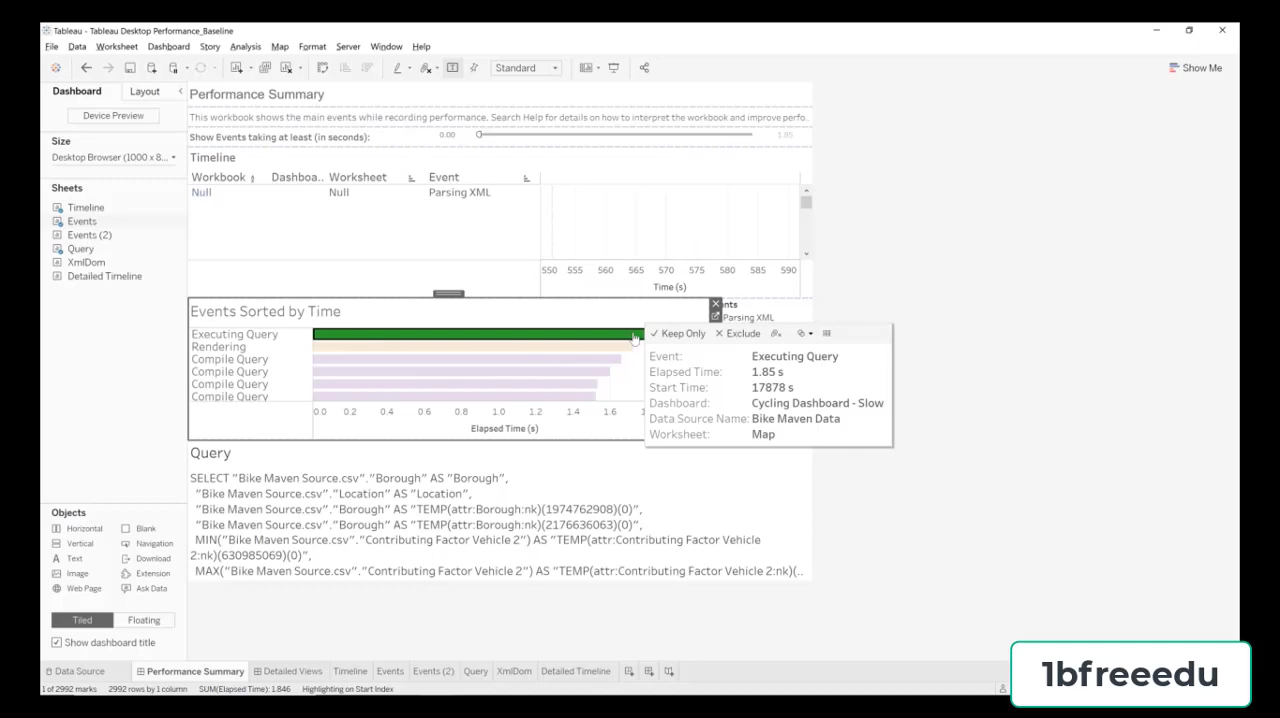 Tableau - Tableau Desktop Performance_Baseline
File Data Worksheet Dashboard Story Analysis Map Format Server Window Help
Standard
Show Me
Dashboard Layout
Device Preview
Size
Desktop Browser (1000 x 8...
Sheets
Timeline
Events
Events (2)
Query
XmlDom
Detailed Timeline
Objects
Horizontal Blank
Vertical Navigation
Text Download
Image Extension
Web Page Ask Data
Tiled Floating
Show dashboard title
Performance Summary
This workbook shows the main events while recording performance. Search Help for details on how to interpret the workbook and improve perfo..
Show Events taking at least (in seconds): 0.00 1.85
Timeline
Workbook Dashboa.. Worksheet Event
Null Null Parsing XML
550 555 560 565 570 575 580 585 590
Time (s)
Events Sorted by Time
nts
Parsing XML
Executing Query
Rendering
Compile Query
Compile Query
Compile Query
Compile Query
0.0 0.2 0.4 0.6 0.8 1.0 1.2 1.4 1.6
Elapsed Time (s)
Keep Only Exclude
Event: Executing Query
Elapsed Time: 1.85 s
Start Time: 17878 s
Dashboard: Cycling Dashboard - Slow
Data Source Name: Bike Maven Data
Worksheet: Map
Query
SELECT "Bike Maven Source.csv"."Borough" AS "Borough",
"Bike Maven Source.csv"."Location" AS "Location",
"Bike Maven Source.csv"."Borough" AS "TEMP(attr:Borough:nk)(1974762908)(0)",
"Bike Maven Source.csv"."Borough" AS "TEMP(attr:Borough:nk)(2176636063)(0)",
MIN("Bike Maven Source.csv"."Contributing Factor Vehicle 2") AS "TEMP(attr:Contributing Factor Vehicle
2:nk)(630985069)(0)",
MAX("Bike Maven Source.csv"."Contributing Factor Vehicle 2") AS "TEMP(attr:Contributing Factor Vehicle 2:nk)(..
Data Source Performance Summary Detailed Views Timeline Events Events (2) Query XmlDom Detailed Timeline
1 of 2992 marks 2992 rows by 1 column SUM(Elapsed Time): 1.846 Highlighting on Start Index
1bfreeedu